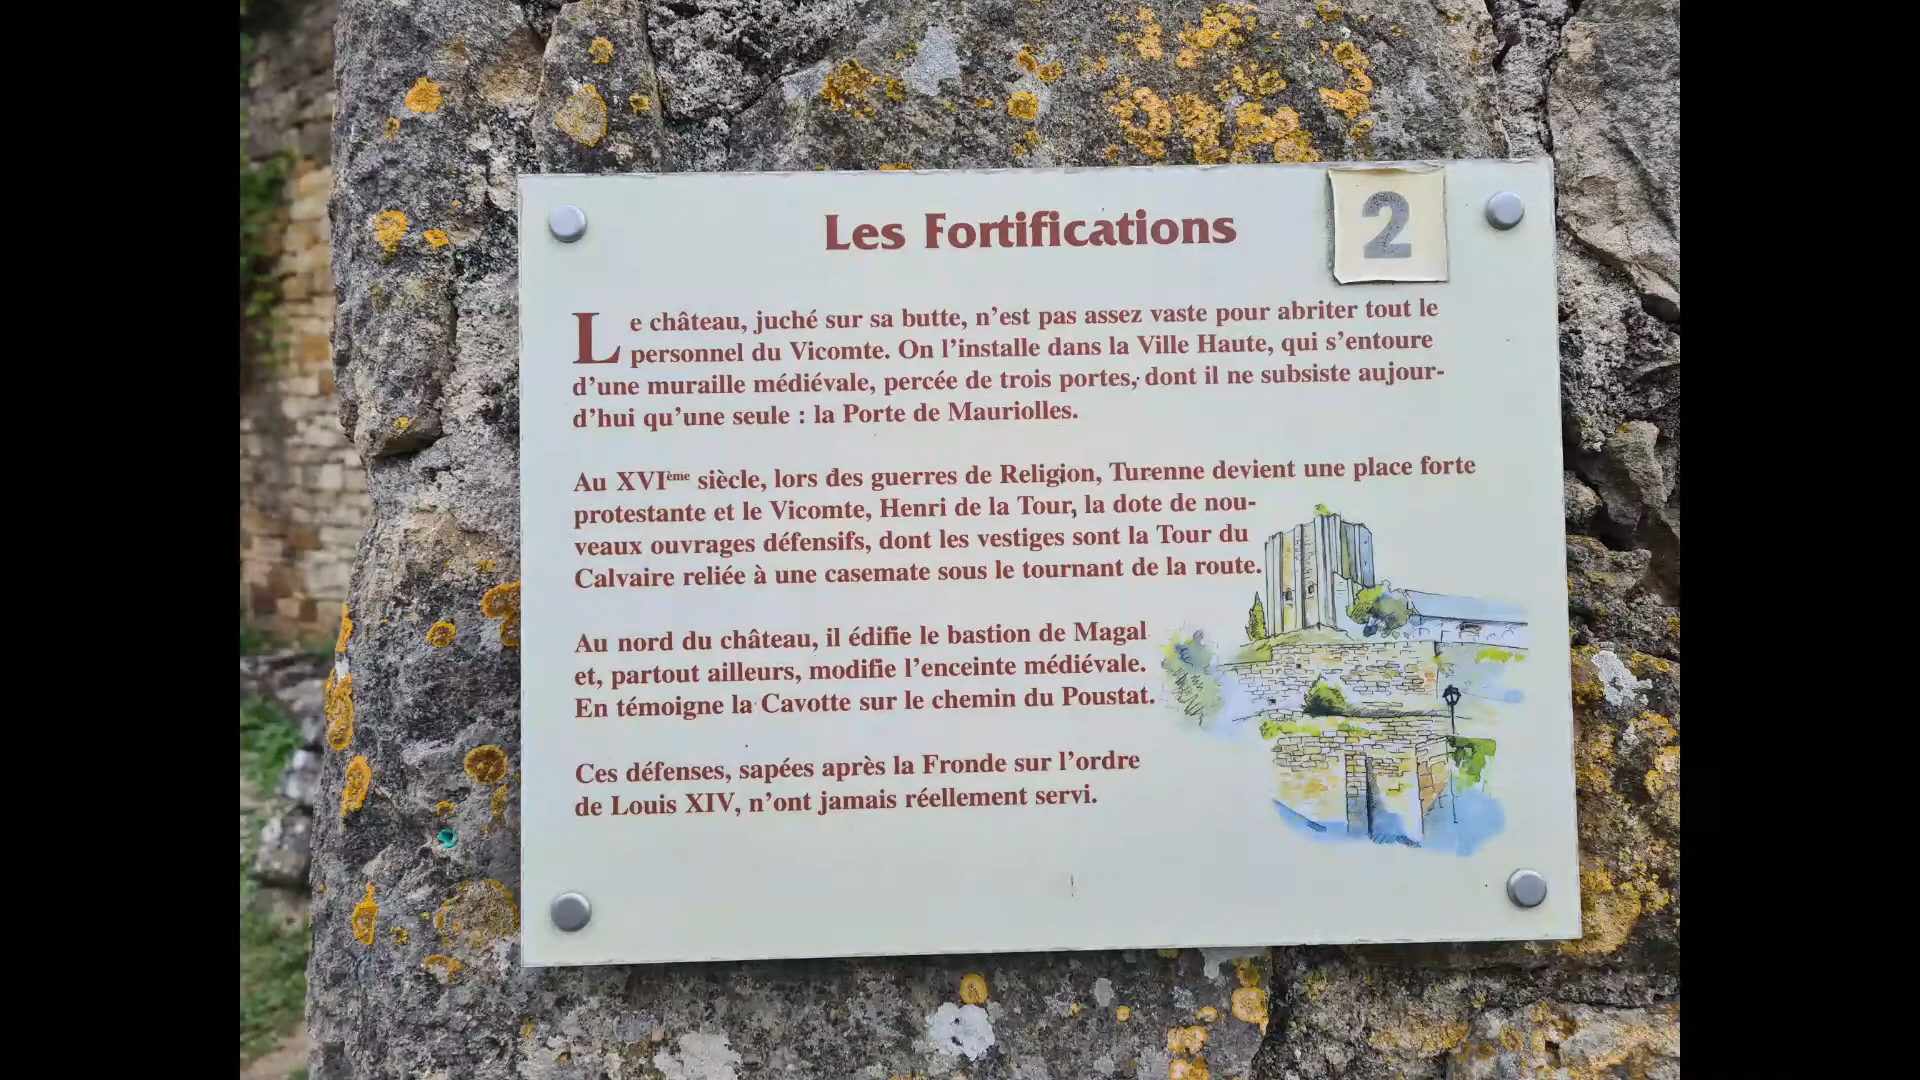 Les Fortifications
2
Le château, juché sur sa butte, n'est pas assez vaste pour abriter tout le
personnel du Vicomte. On l'installe dans la Ville Haute, qui s'entoure
d'une muraille médiévale, percée de trois portes, dont il ne subsiste aujour-
d'hui qu'une seule : la Porte de Mauriolles.
Au XVIème siècle, lors des guerres de Religion, Turenne devient une place forte
protestante et le Vicomte, Henri de la Tour, la dote de nou-
veaux ouvrages défensifs, dont les vestiges sont la Tour du
Calvaire reliée à une casemate sous le tournant de la route.
Au nord du château, il édifie le bastion de Magal
et, partout ailleurs, modifie l'enceinte médiévale.
En témoigne la Cavotte sur le chemin du Poustat.
Ces défenses, sapées après la Fronde sur l'ordre
de Louis XIV, n'ont jamais réellement servi.